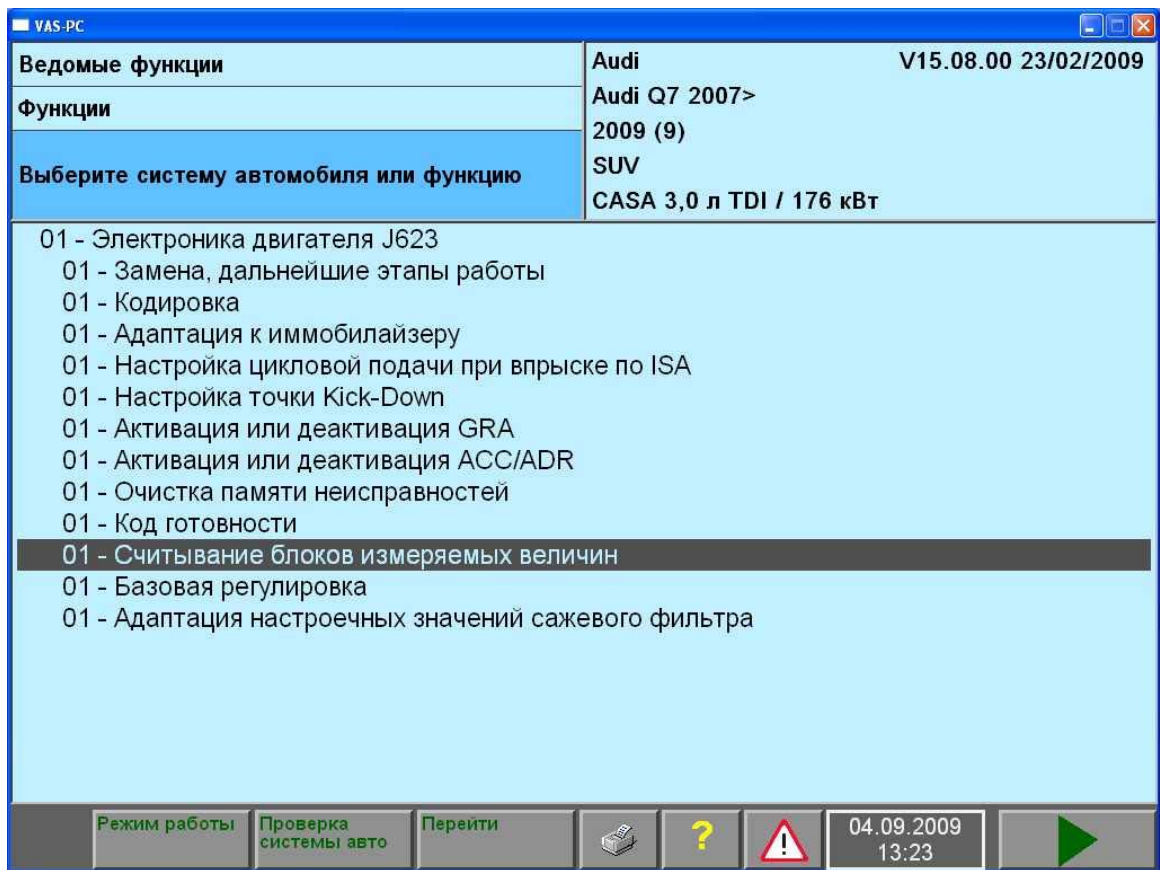 VAS-PC
Ведомые функции
Функции
Выберите систему автомобиля или функцию
Audi V15.08.00 23/02/2009
Audi Q7 2007>
2009 (9)
SUV
CASA 3,0 л TDI / 176 кВт
01 - Электроника двигателя J623
01 - Замена, дальнейшие этапы работы
01 - Кодировка
01 - Адаптация к иммобилайзеру
01 - Настройка цикловой подачи при впрыске по ISA
01 - Настройка точки Kick-Down
01 - Активация или деактивация GRA
01 - Активация или деактивация ACC/ADR
01 - Очистка памяти неисправностей
01 - Код готовности
01 - Считывание блоков измеряемых величин
01 - Базовая регулировка
01 - Адаптация настроечных значений сажевого фильтра
Режим работы
Проверка
системы авто
Перейти
?
!
04.09.2009
13:23